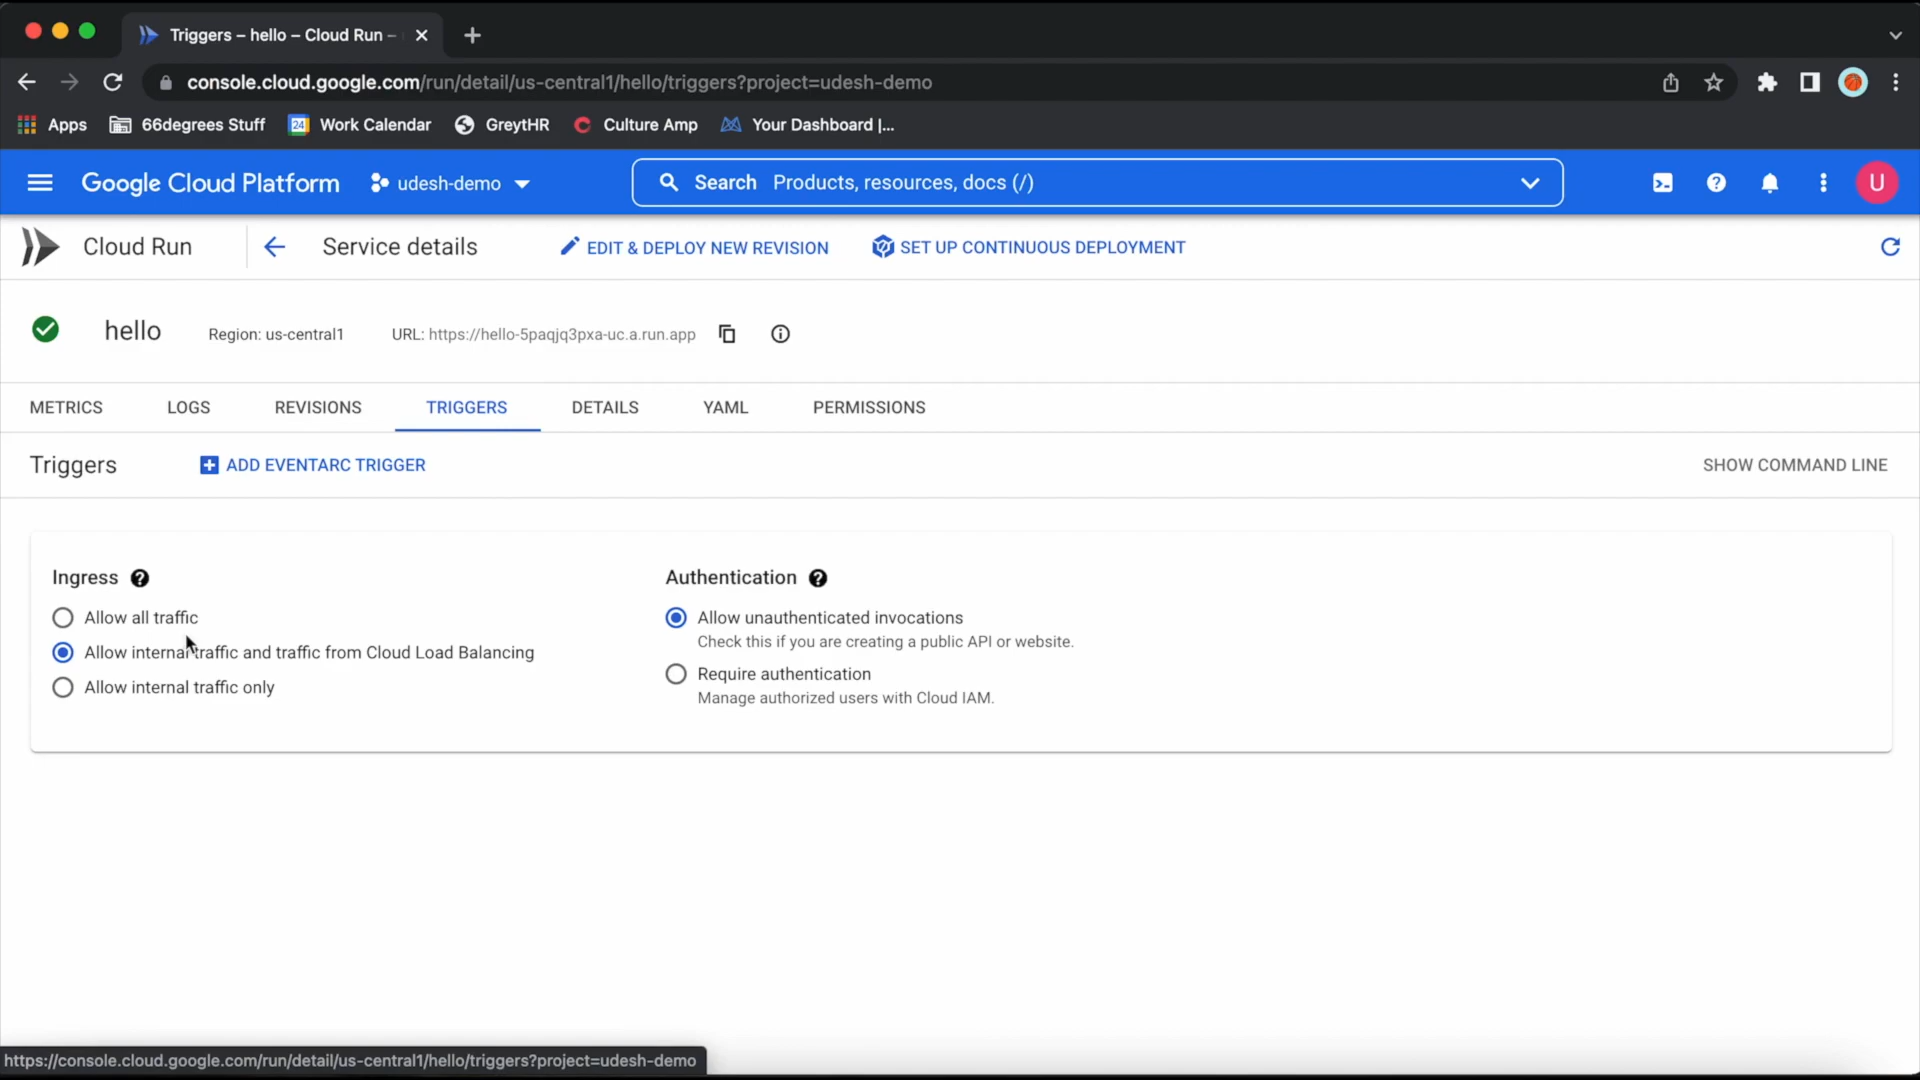 Triggers – hello – Cloud Run –
console.cloud.google.com/run/detail/us-central1/hello/triggers?project=udesh-demo
Apps 66degrees Stuff 24 Work Calendar GreytHR Culture Amp Your Dashboard |...
Google Cloud Platform udesh-demo Search Products, resources, docs (/) U
Cloud Run Service details EDIT & DEPLOY NEW REVISION SET UP CONTINUOUS DEPLOYMENT
hello Region: us-central1 URL: https://hello-5paqjq3pxa-uc.a.run.app
METRICS LOGS REVISIONS TRIGGERS DETAILS YAML PERMISSIONS
Triggers ADD EVENTARC TRIGGER SHOW COMMAND LINE
Ingress
Allow all traffic
Allow internal traffic and traffic from Cloud Load Balancing
Allow internal traffic only
Authentication
Allow unauthenticated invocations
Check this if you are creating a public API or website.
Require authentication
Manage authorized users with Cloud IAM.
https://console.cloud.google.com/run/detail/us-central1/hello/triggers?project=udesh-demo